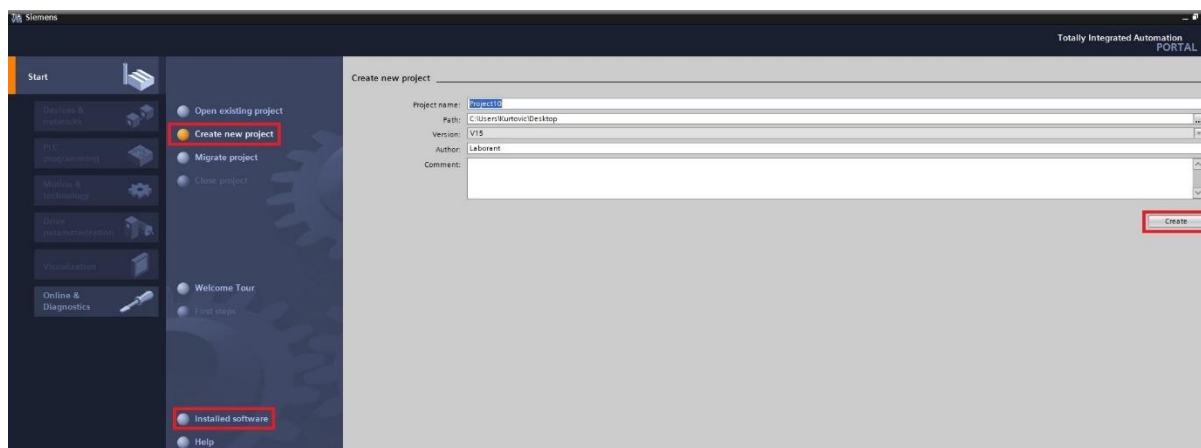 Siemens
Totally Integrated Automation
PORTAL
Start
Devices &
networks
PLC
programming
Motion &
technology
Drive
parameterization
Visualization
Online &
Diagnostics
Open existing project
Create new project
Migrate project
Close project
Welcome Tour
First steps
Installed software
Help
Create new project
Project name: Project10
Path: C:\Users\Kurtovic\Desktop
Version: V15
Author: Laborant
Comment:
Create